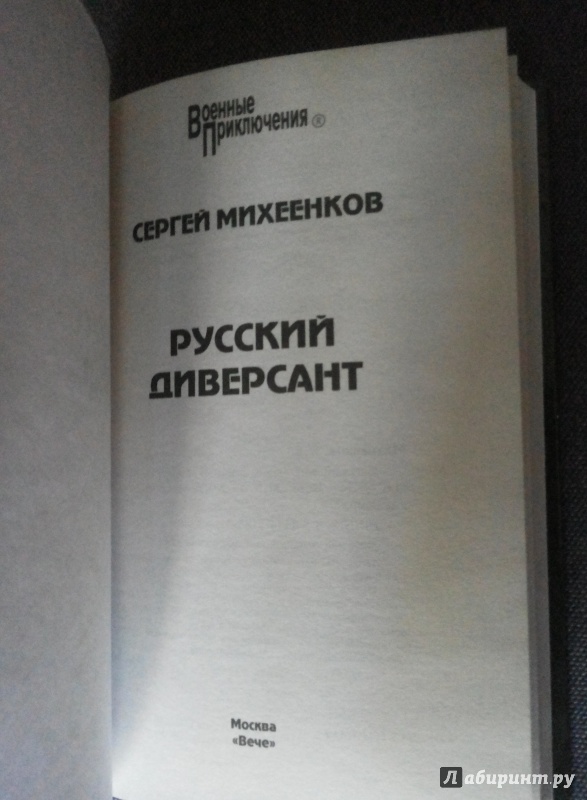 Военные
Приключения®
СЕРГЕЙ МИХЕЕНКОВ
РУССКИЙ
ДИВЕРСАНТ
Москва
«Вече»
Лабиринт.ру